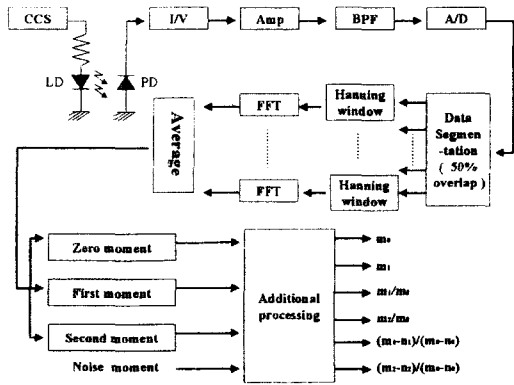 CCS
I/V
Amp
BPF
A/D
LD
PD
Average
FFT
Hanning
window
Data
Segmen
-tation
( 50%
overlap )
FFT
Hanning
window
Zero moment
First moment
Second moment
Noise moment
Additional
processing
m₀
m₁
m₁/m₀
m₂/m₀
(m₁-n₁)/(m₀-n₀)
(m₂-n₂)/(m₀-n₀)